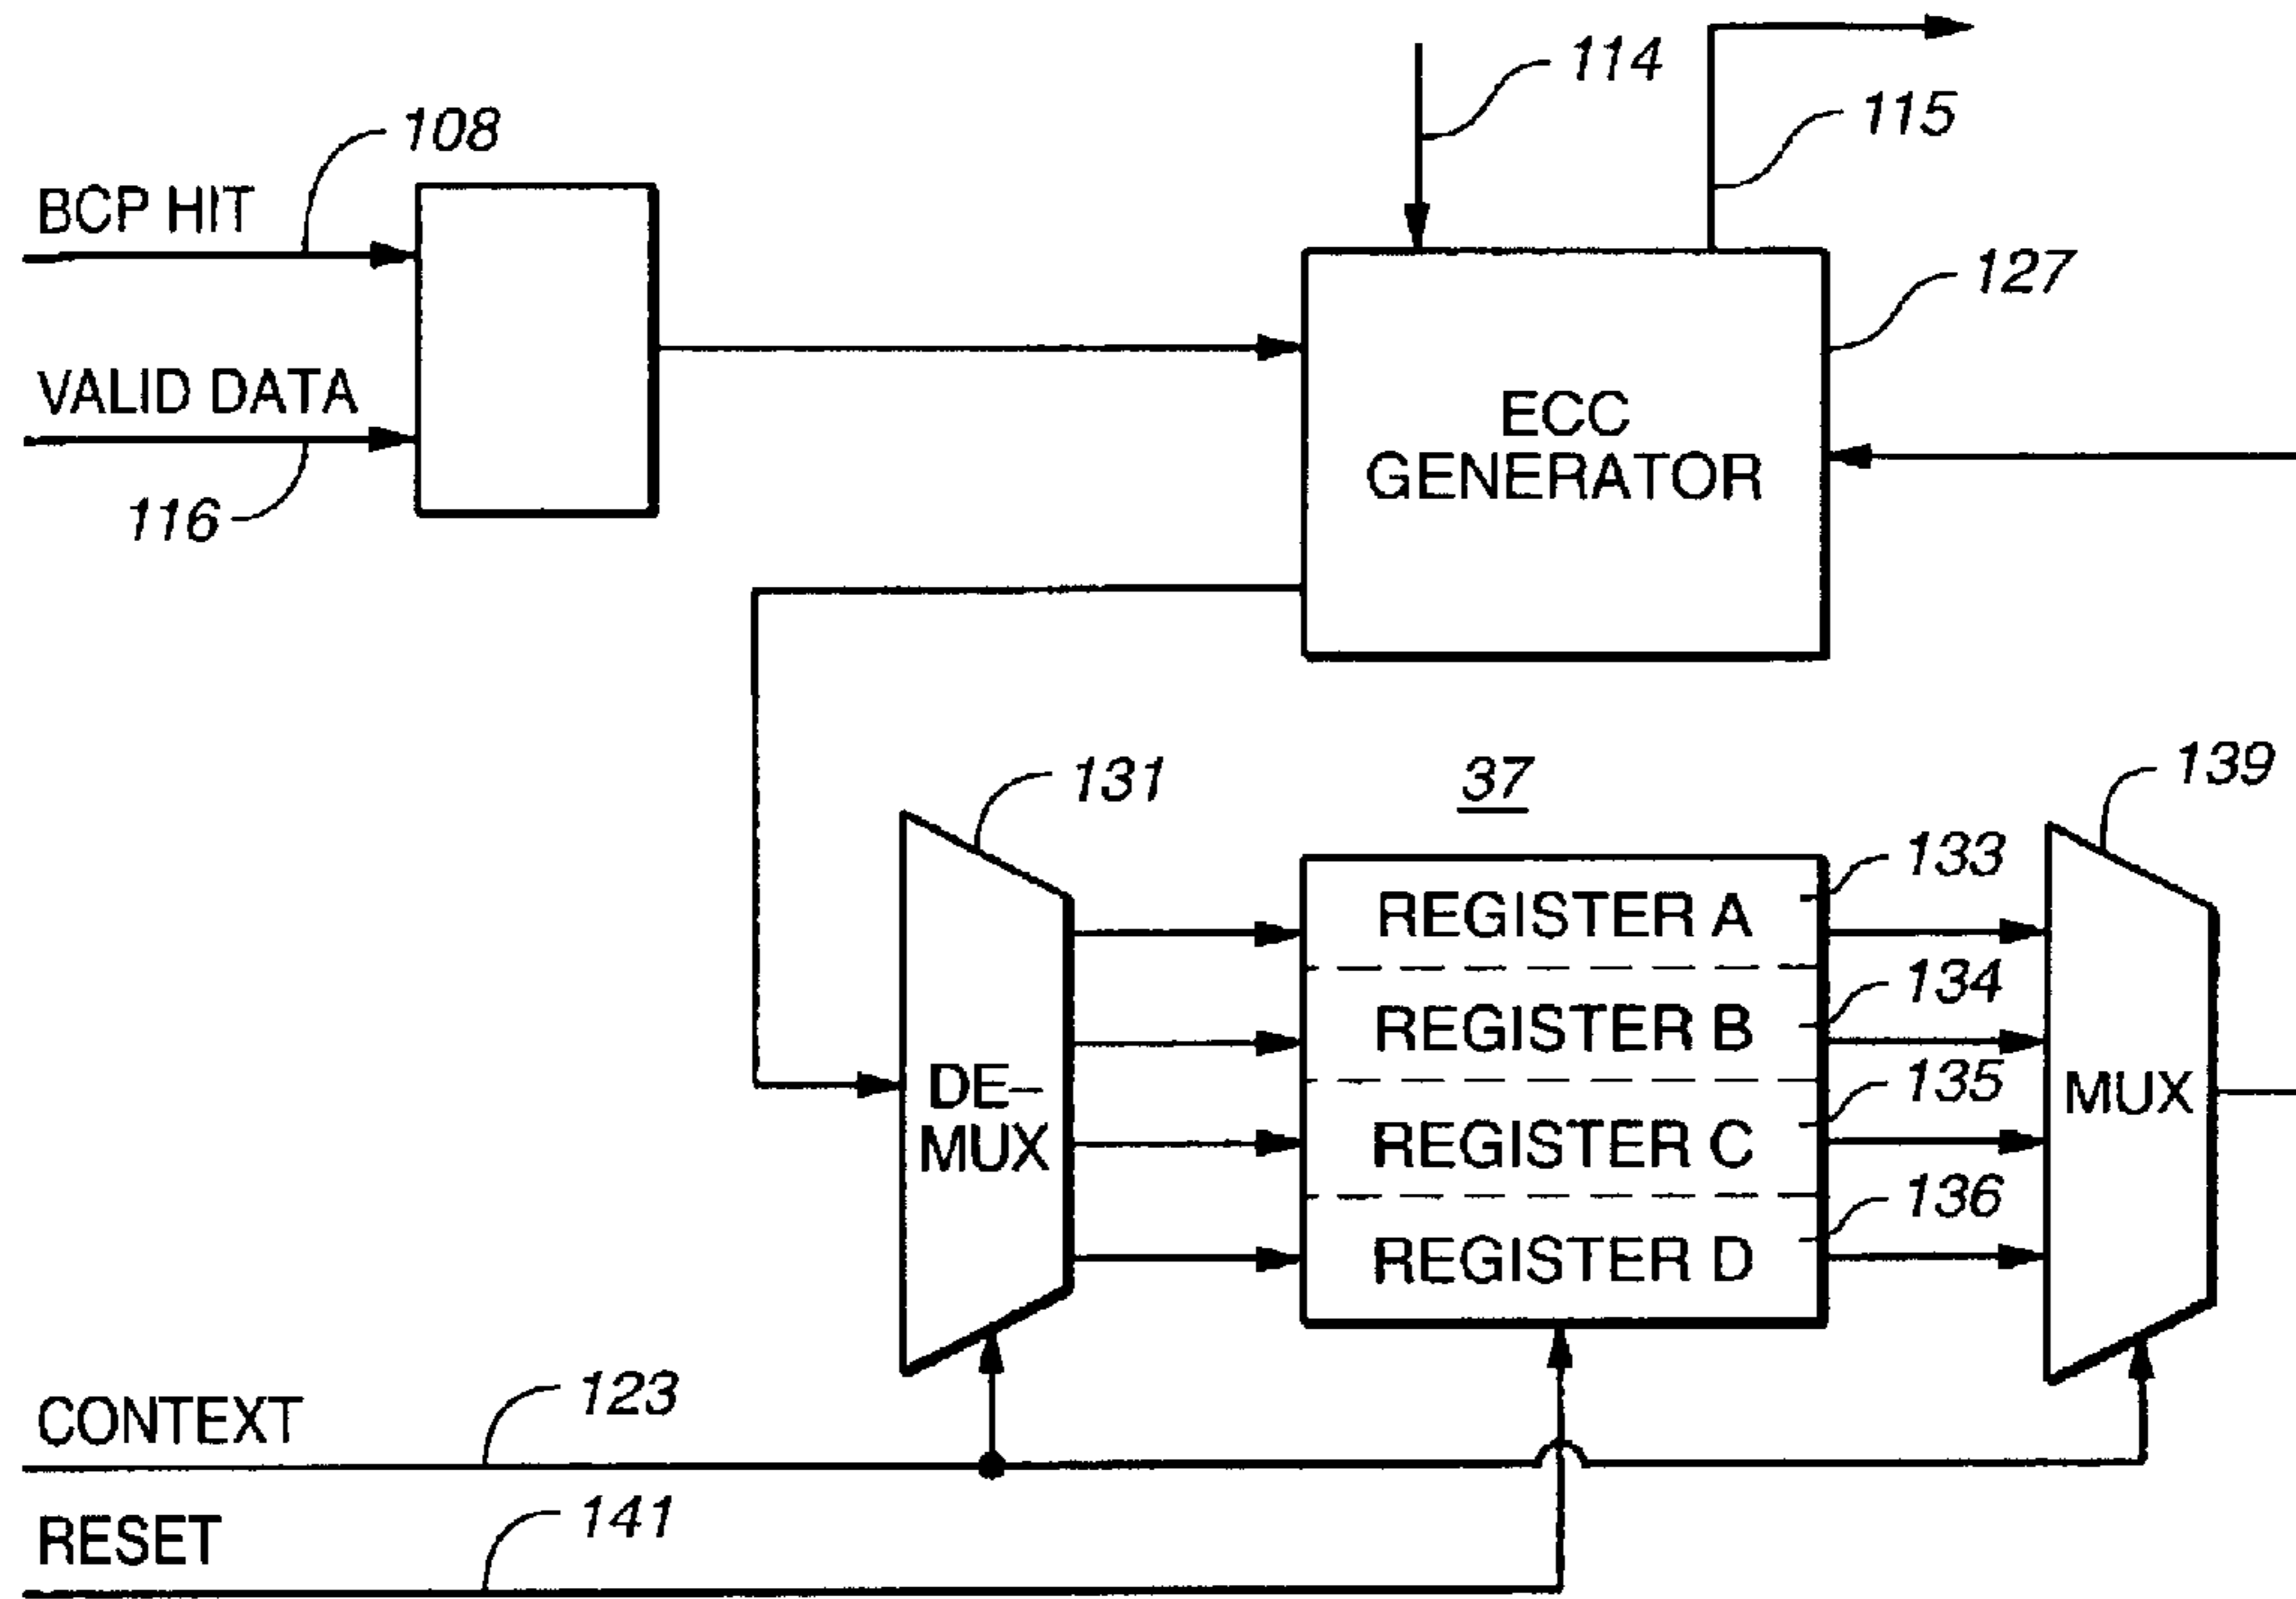 114
115
108
BCP HIT
127
VALID DATA
ECC
GENERATOR
116
131
37
139
133
REGISTER A
134
REGISTER B
DE–
MUX
135
MUX
REGISTER C
136
REGISTER D
123
CONTEXT
141
RESET